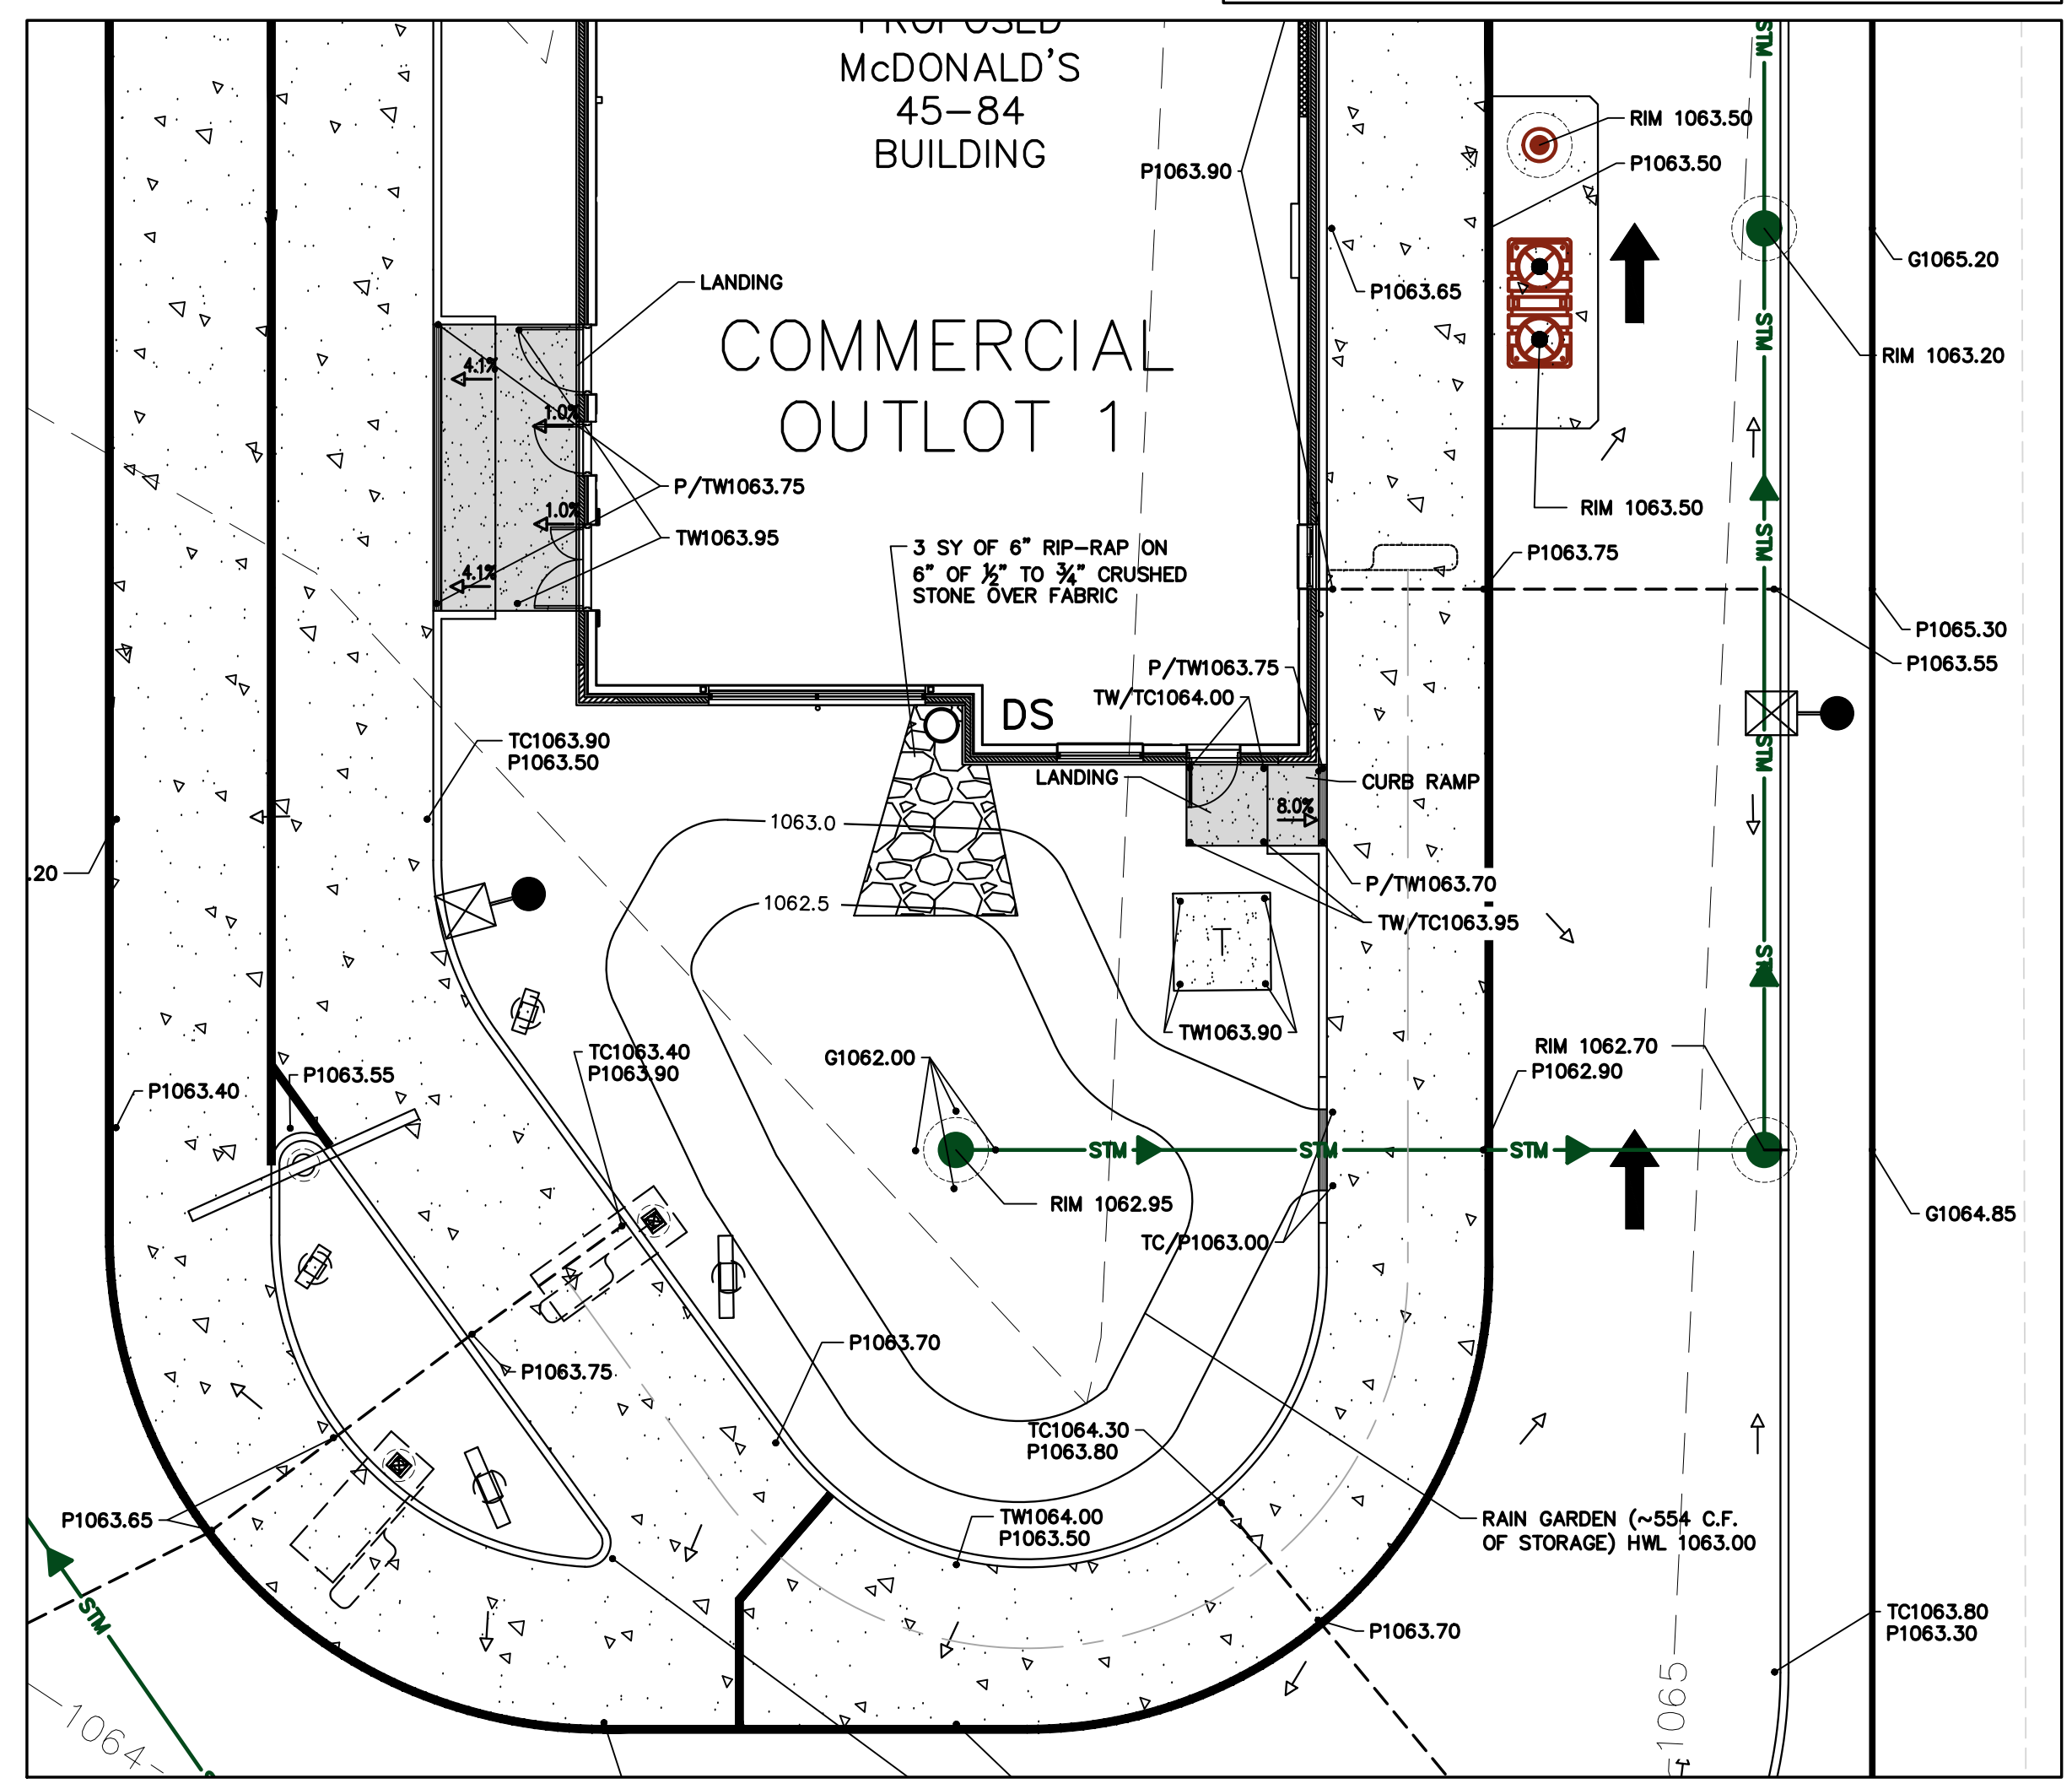 PROPOSED
McDONALD'S
45-84
BUILDING
STM
RIM 1063.50
P1063.50
P1063.90
G1065.20
LANDING
P1063.65
COMMERCIAL
OUTLOT 1
STM
RIM 1063.20
4.1%
1.0%
P/TW1063.75
RIM 1063.50
1.0%
TW1063.95
4.1%
3 SY OF 6" RIP-RAP ON
6" OF ½" TO ¾" CRUSHED
STONE OVER FABRIC
STM
P1063.75
P1065.30
P1063.55
P/TW1063.75
TW/TC1064.00
DS
TC1063.90
P1063.50
STM
LANDING
CURB RAMP
8.0%
1063.0
.20
P/TW1063.70
1062.5
TW/TC1063.95
T
STM
TW1063.90
RIM 1062.70
P1062.90
TC1063.40
P1063.90
G1062.00
P1063.55
P1063.40
STM
STM
STM
RIM 1062.95
G1064.85
TC/P1063.00
P1063.70
P1063.75
TC1064.30
P1063.80
P1063.65
TW1064.00
P1063.50
RAIN GARDEN (~554 C.F.
OF STORAGE) HWL 1063.00
STM
P1063.70
TC1063.80
P1063.30
1065
1064